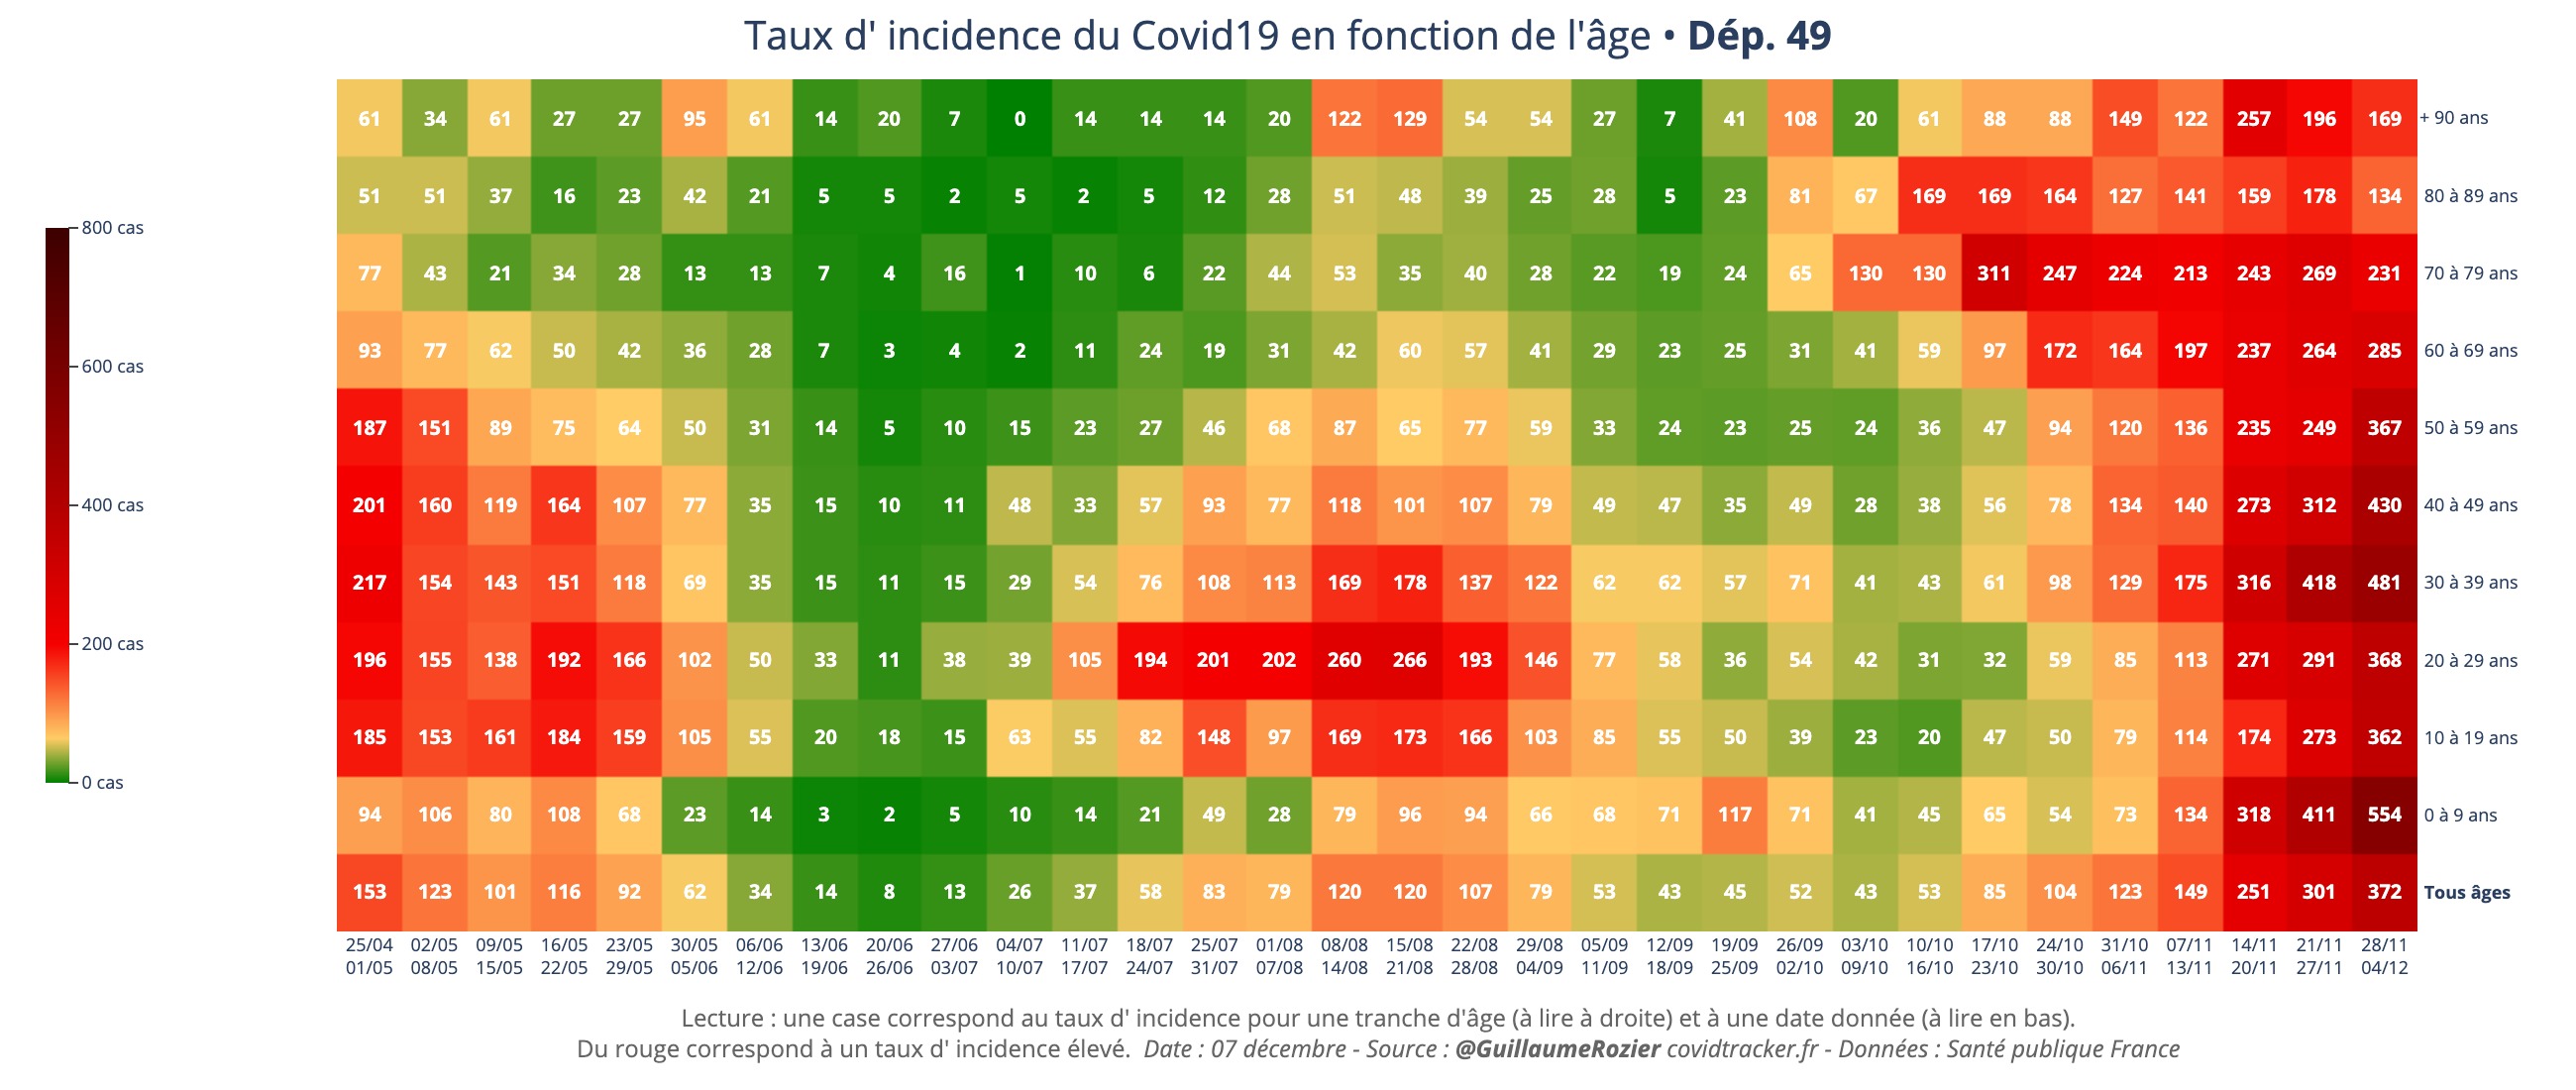 Taux d' incidence du Covid19 en fonction de l'âge • Dép. 49
800 cas
600 cas
400 cas
200 cas
0 cas
61 34 61 27 27 95 61 14 20 7 0 14 14 14 20 122 129 54 54 27 7 41 108 20 61 88 88 149 122 257 196 169 + 90 ans
51 51 37 16 23 42 21 5 5 2 5 2 5 12 28 51 48 39 25 28 5 23 81 67 169 169 164 127 141 159 178 134 80 à 89 ans
77 43 21 34 28 13 13 7 4 16 1 10 6 22 44 53 35 40 28 22 19 24 65 130 130 311 247 224 213 243 269 231 70 à 79 ans
93 77 62 50 42 36 28 7 3 4 2 11 24 19 31 42 60 57 41 29 23 25 31 41 59 97 172 164 197 237 264 285 60 à 69 ans
187 151 89 75 64 50 31 14 5 10 15 23 27 46 68 87 65 77 59 33 24 23 25 24 36 47 94 120 136 235 249 367 50 à 59 ans
201 160 119 164 107 77 35 15 10 11 48 33 57 93 77 118 101 107 79 49 47 35 49 28 38 56 78 134 140 273 312 430 40 à 49 ans
217 154 143 151 118 69 35 15 11 15 29 54 76 108 113 169 178 137 122 62 62 57 71 41 43 61 98 129 175 316 418 481 30 à 39 ans
196 155 138 192 166 102 50 33 11 38 39 105 194 201 202 260 266 193 146 77 58 36 54 42 31 32 59 85 113 271 291 368 20 à 29 ans
185 153 161 184 159 105 55 20 18 15 63 55 82 148 97 169 173 166 103 85 55 50 39 23 20 47 50 79 114 174 273 362 10 à 19 ans
94 106 80 108 68 23 14 3 2 5 10 14 21 49 28 79 96 94 66 68 71 117 71 41 45 65 54 73 134 318 411 554 0 à 9 ans
153 123 101 116 92 62 34 14 8 13 26 37 58 83 79 120 120 107 79 53 43 45 52 43 53 85 104 123 149 251 301 372 Tous âges
25/04 02/05 09/05 16/05 23/05 30/05 06/06 13/06 20/06 27/06 04/07 11/07 18/07 25/07 01/08 08/08 15/08 22/08 29/08 05/09 12/09 19/09 26/09 03/10 10/10 17/10 24/10 31/10 07/11 14/11 21/11 28/11
01/05 08/05 15/05 22/05 29/05 05/06 12/06 19/06 26/06 03/07 10/07 17/07 24/07 31/07 07/08 14/08 21/08 28/08 04/09 11/09 18/09 25/09 02/10 09/10 16/10 23/10 30/10 06/11 13/11 20/11 27/11 04/12
Lecture : une case correspond au taux d' incidence pour une tranche d'âge (à lire à droite) et à une date donnée (à lire en bas).
Du rouge correspond à un taux d' incidence élevé. Date : 07 décembre - Source : @GuillaumeRozier covidtracker.fr - Données : Santé publique France